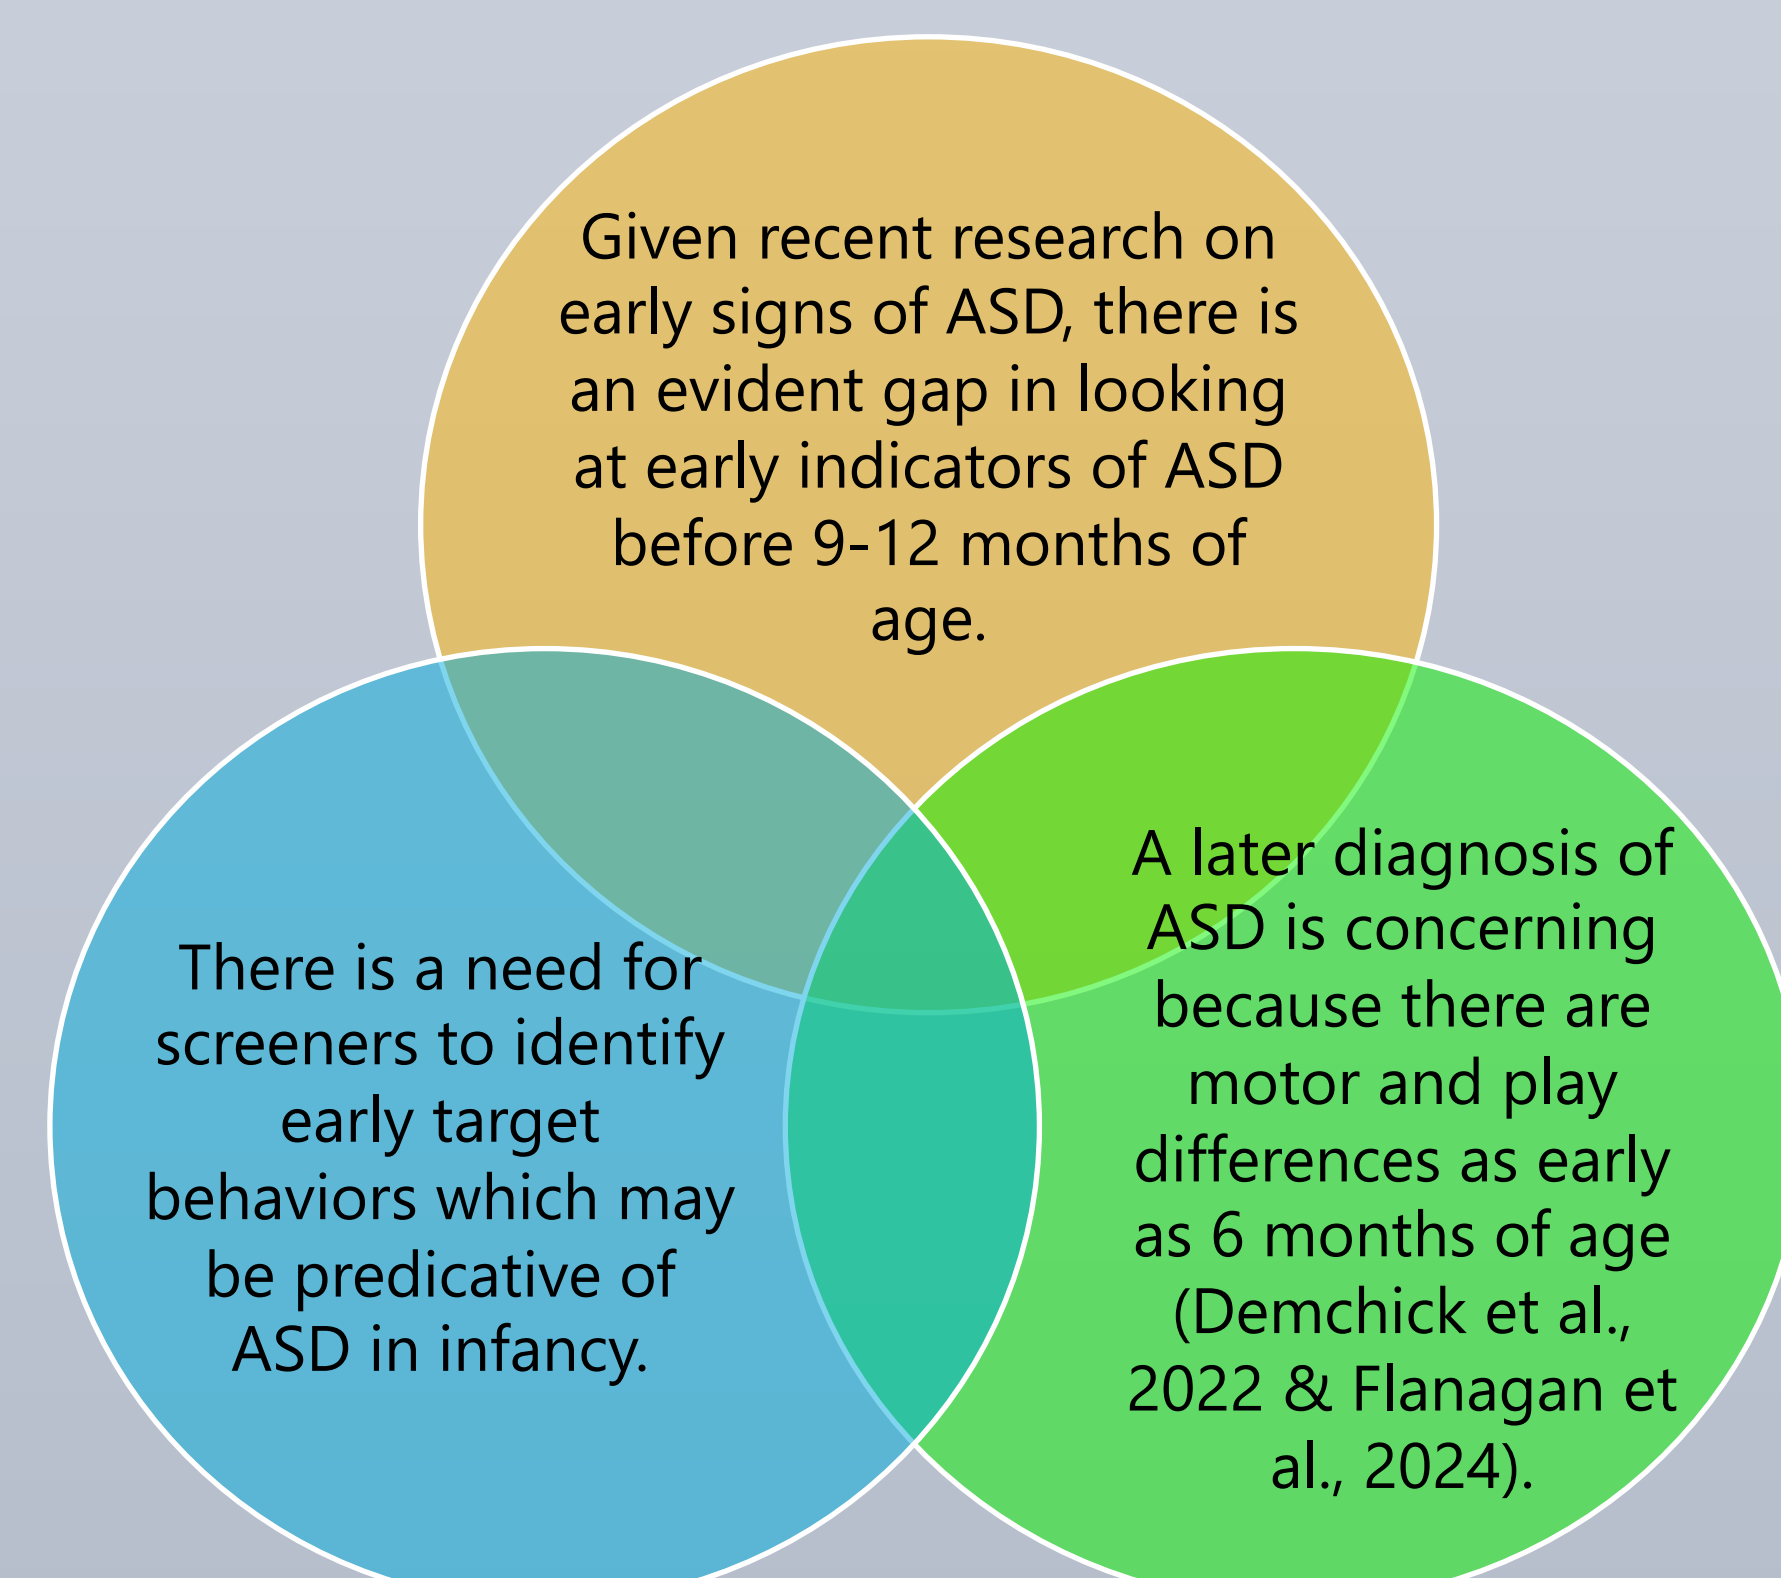 Given recent research on
early signs of ASD, there is
an evident gap in looking
at early indicators of ASD
before 9-12 months of
age.
There is a need for
screeners to identify
early target
behaviors which may
be predicative of
ASD in infancy.
A later diagnosis of
ASD is concerning
because there are
motor and play
differences as early
as 6 months of age
(Demchick et al.,
2022 & Flanagan et
al., 2024).